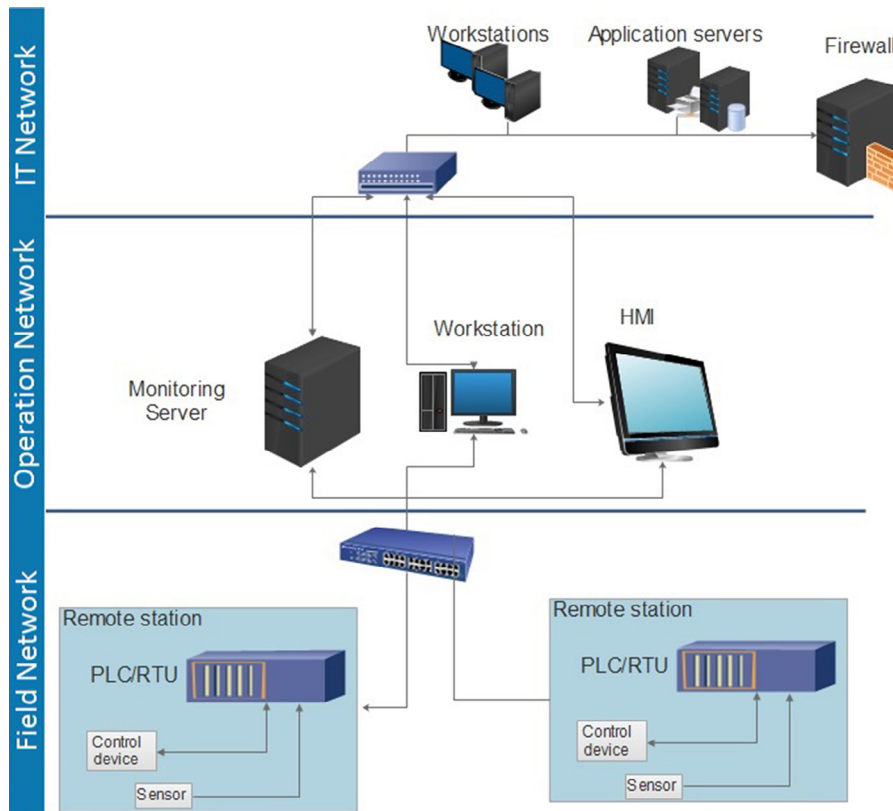 IT Network
Workstations
Application servers
Firewall
Operation Network
Monitoring
Server
Workstation
HMI
Field Network
Remote station
PLC/RTU
Control
device
Sensor
Remote station
PLC/RTU
Control
device
Sensor